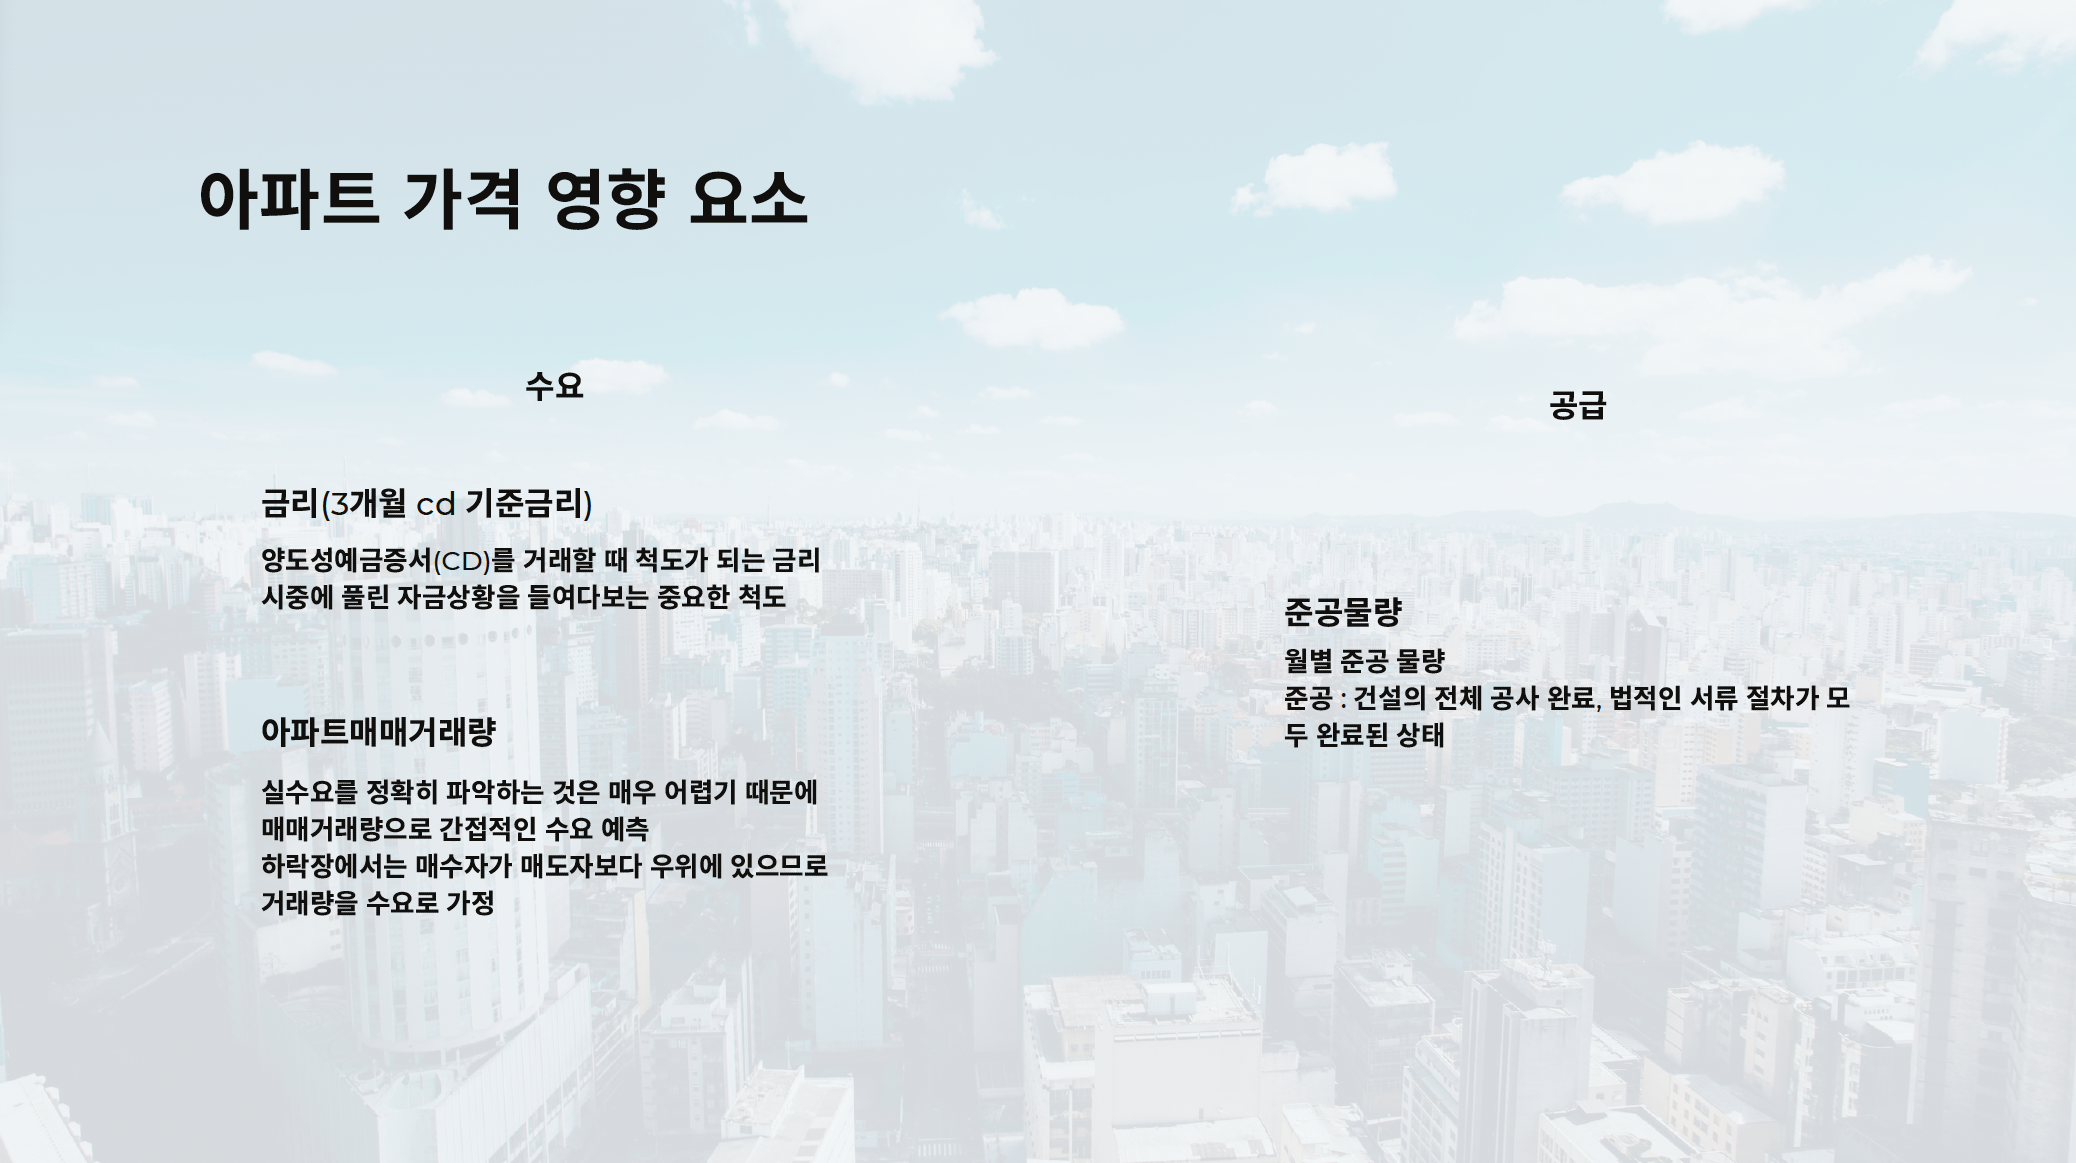 아파트 가격 영향 요소
수요
금리(3개월 cd 기준금리)
양도성예금증서(CD)를 거래할 때 척도가 되는 금리
시중에 풀린 자금상황을 들여다보는 중요한 척도
아파트매매거래량
실수요를 정확히 파악하는 것은 매우 어렵기 때문에
매매거래량으로 간접적인 수요 예측
하락장에서는 매수자가 매도자보다 우위에 있으므로
거래량을 수요로 가정
공급
준공물량
월별 준공 물량
준공 : 건설의 전체 공사 완료, 법적인 서류 절차가 모
두 완료된 상태